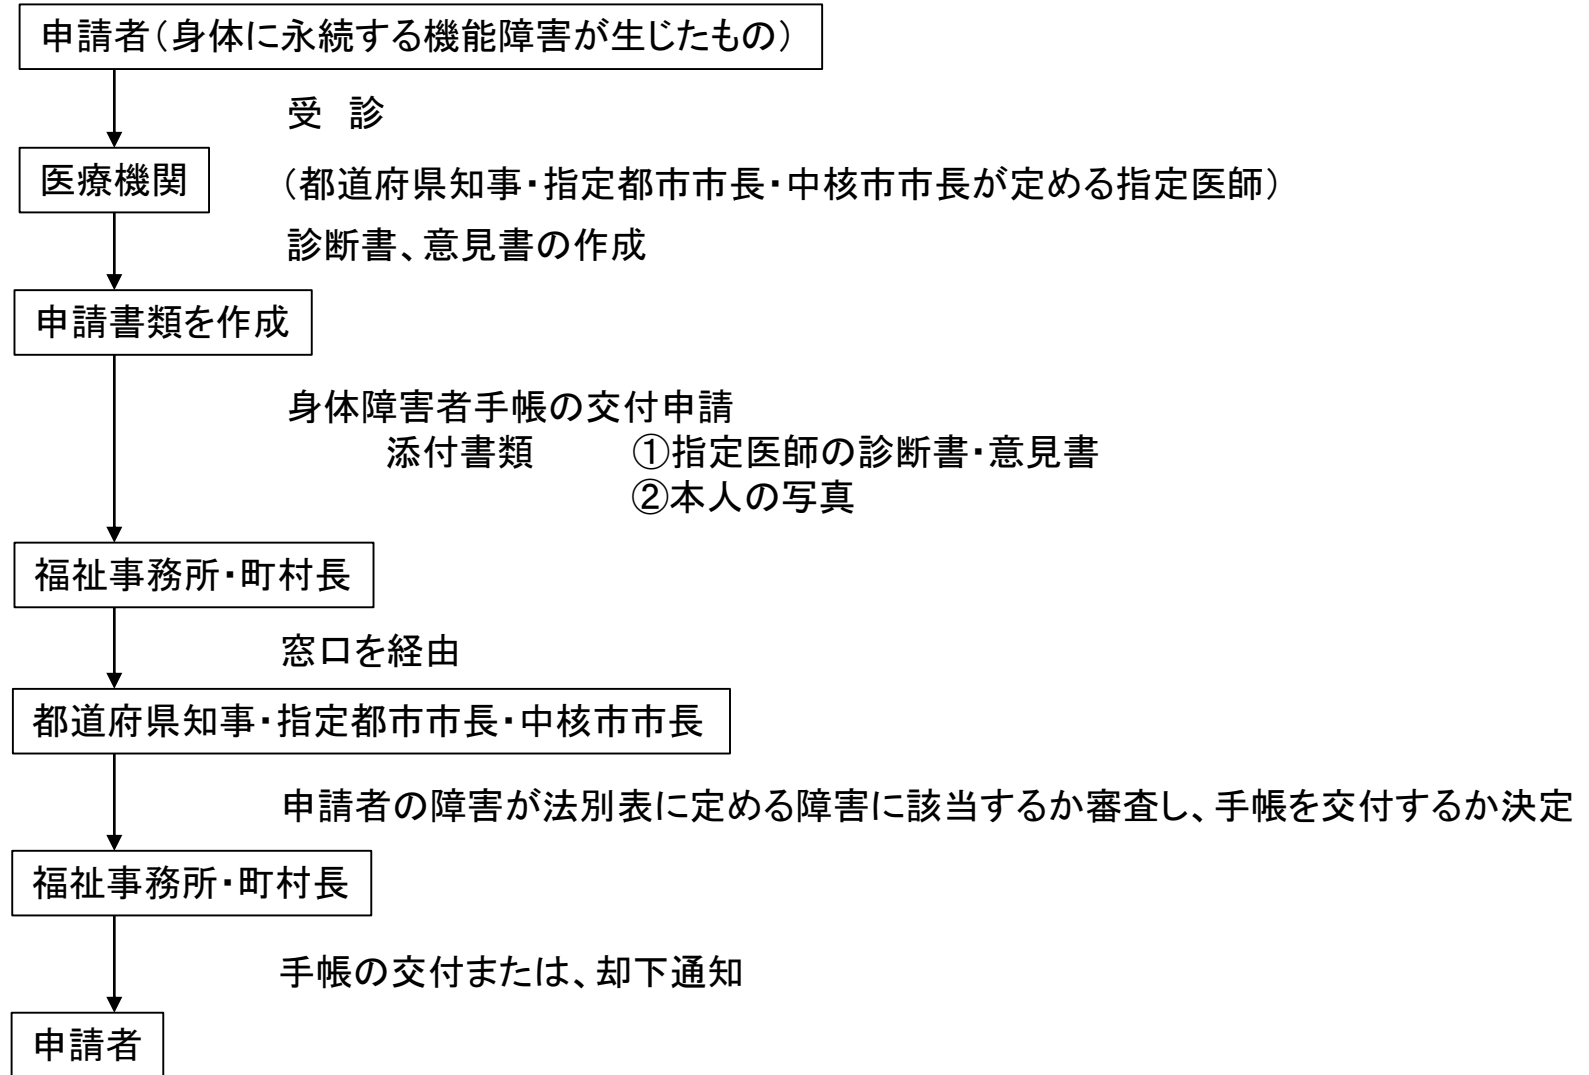 申請者(身体に永続する機能障害が生じたもの)
受　診
医療機関
(都道府県知事・指定都市市長・中核市市長が定める指定医師)
診断書、意見書の作成
申請書類を作成
身体障害者手帳の交付申請
添付書類　①指定医師の診断書・意見書
②本人の写真
福祉事務所・町村長
窓口を経由
都道府県知事・指定都市市長・中核市市長
申請者の障害が法別表に定める障害に該当するか審査し、手帳を交付するか決定
福祉事務所・町村長
手帳の交付または、却下通知
申請者